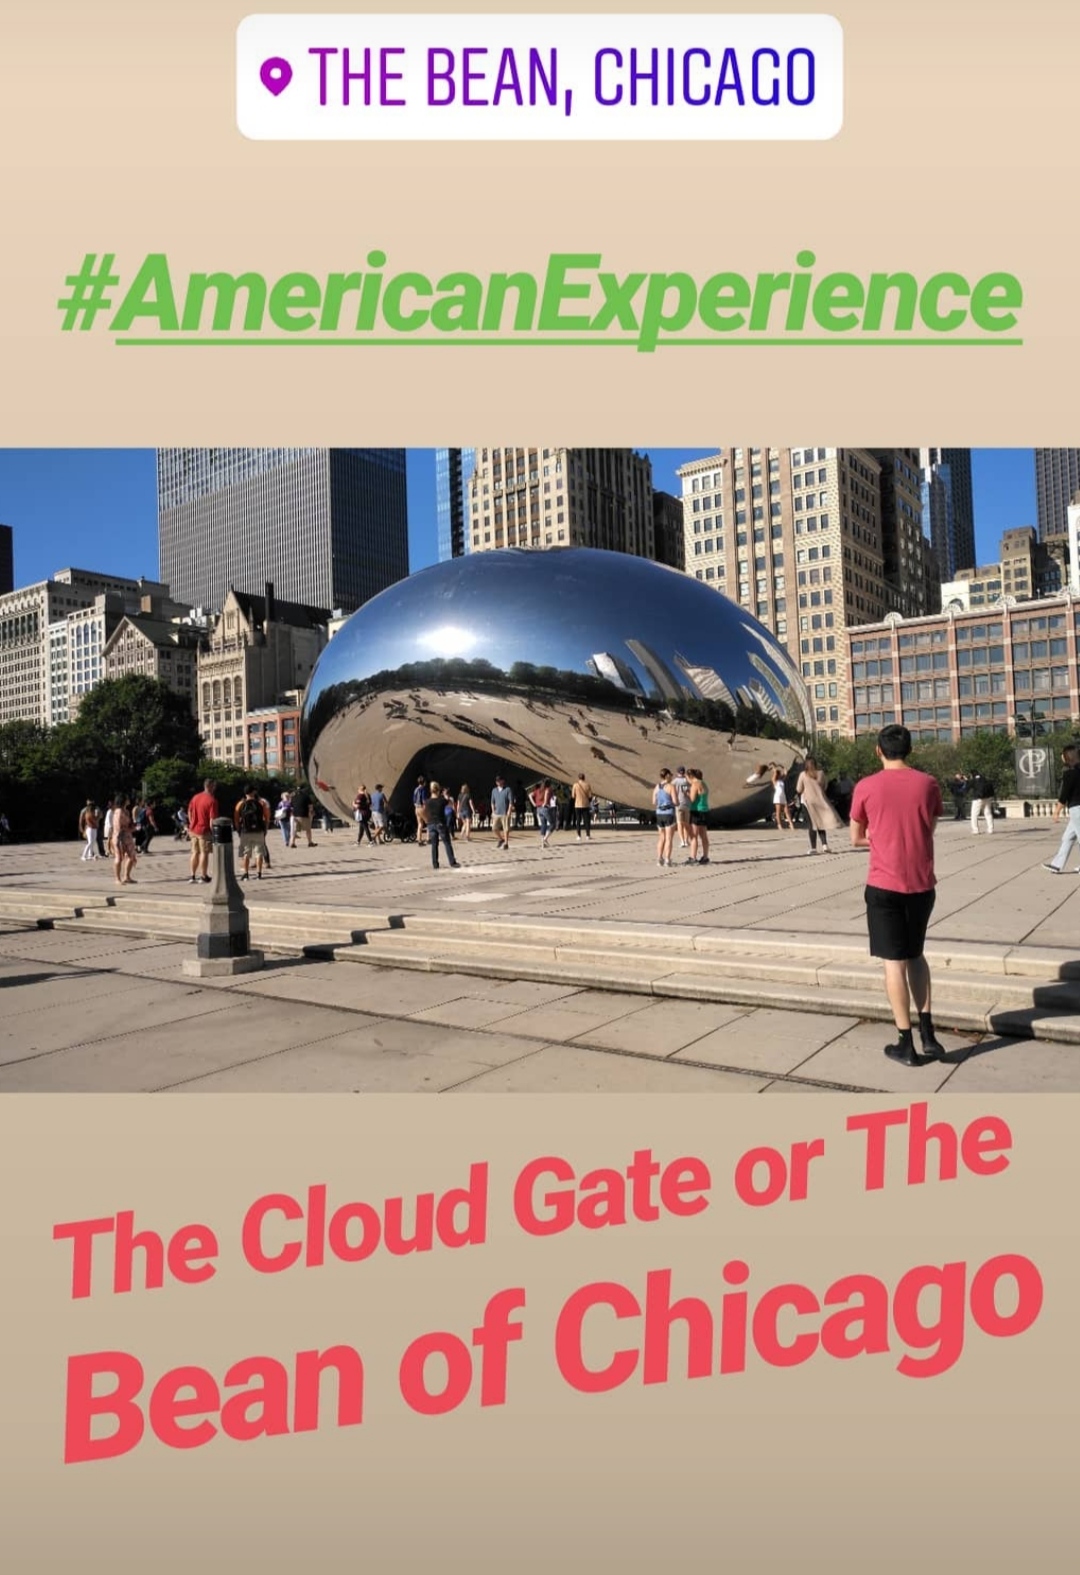 THE BEAN, CHICAGO
#AmericanExperience
The Cloud Gate or The
Bean of Chicago